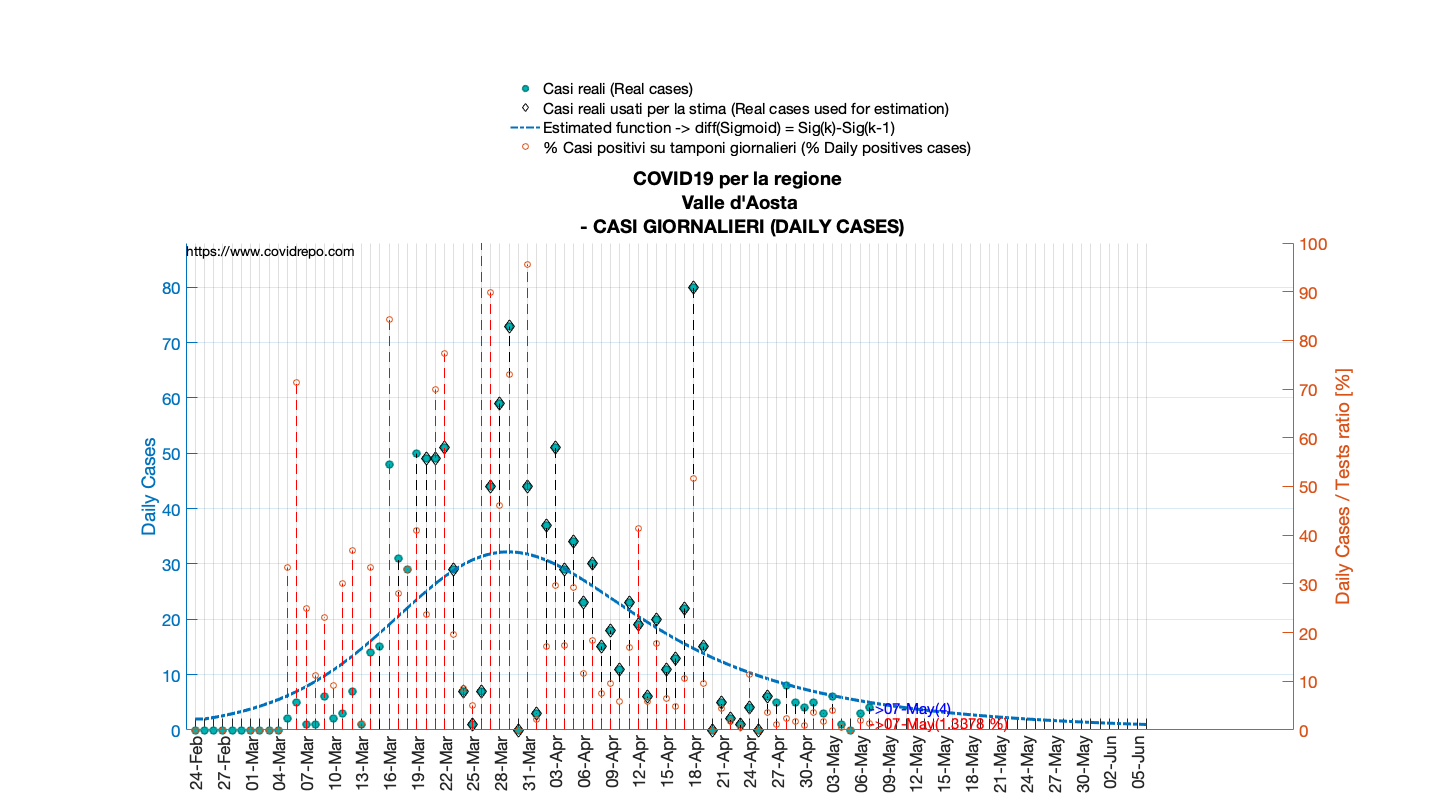 Casi reali (Real cases)
Casi reali usati per la stima (Real cases used for estimation)
Estimated function -> diff(Sigmoid) = Sig(k)-Sig(k-1)
% Casi positivi su tamponi giornalieri (% Daily positives cases)
COVID19 per la regione
Valle d'Aosta
- CASI GIORNALIERI (DAILY CASES)
https://www.covidrepo.com
Daily Cases
80
70
60
50
40
30
20
10
0
100
90
80
70
60
50
40
30
20
10
0
Daily Cases / Tests ratio [%]
->07-May(4)
->07-May(1.3378 %)
24-Feb
27-Feb
01-Mar
04-Mar
07-Mar
10-Mar
13-Mar
16-Mar
19-Mar
22-Mar
25-Mar
28-Mar
31-Mar
03-Apr
06-Apr
09-Apr
12-Apr
15-Apr
18-Apr
21-Apr
24-Apr
27-Apr
30-Apr
03-May
06-May
09-May
12-May
15-May
18-May
21-May
24-May
27-May
30-May
02-Jun
05-Jun